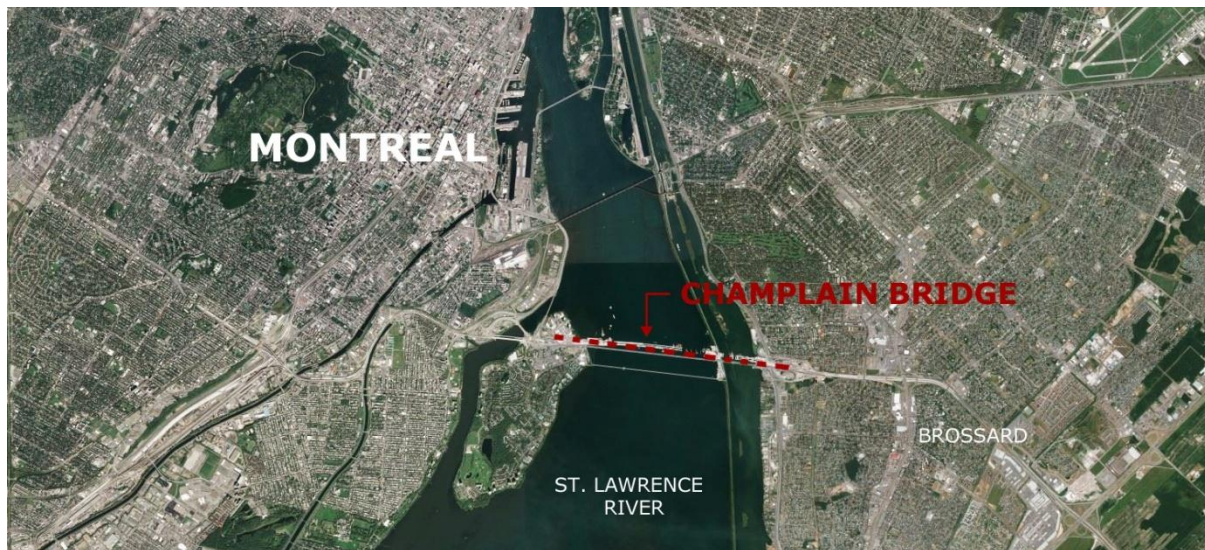 MONTREAL
CHAMPLAIN BRIDGE
BROSSARD
ST. LAWRENCE
RIVER